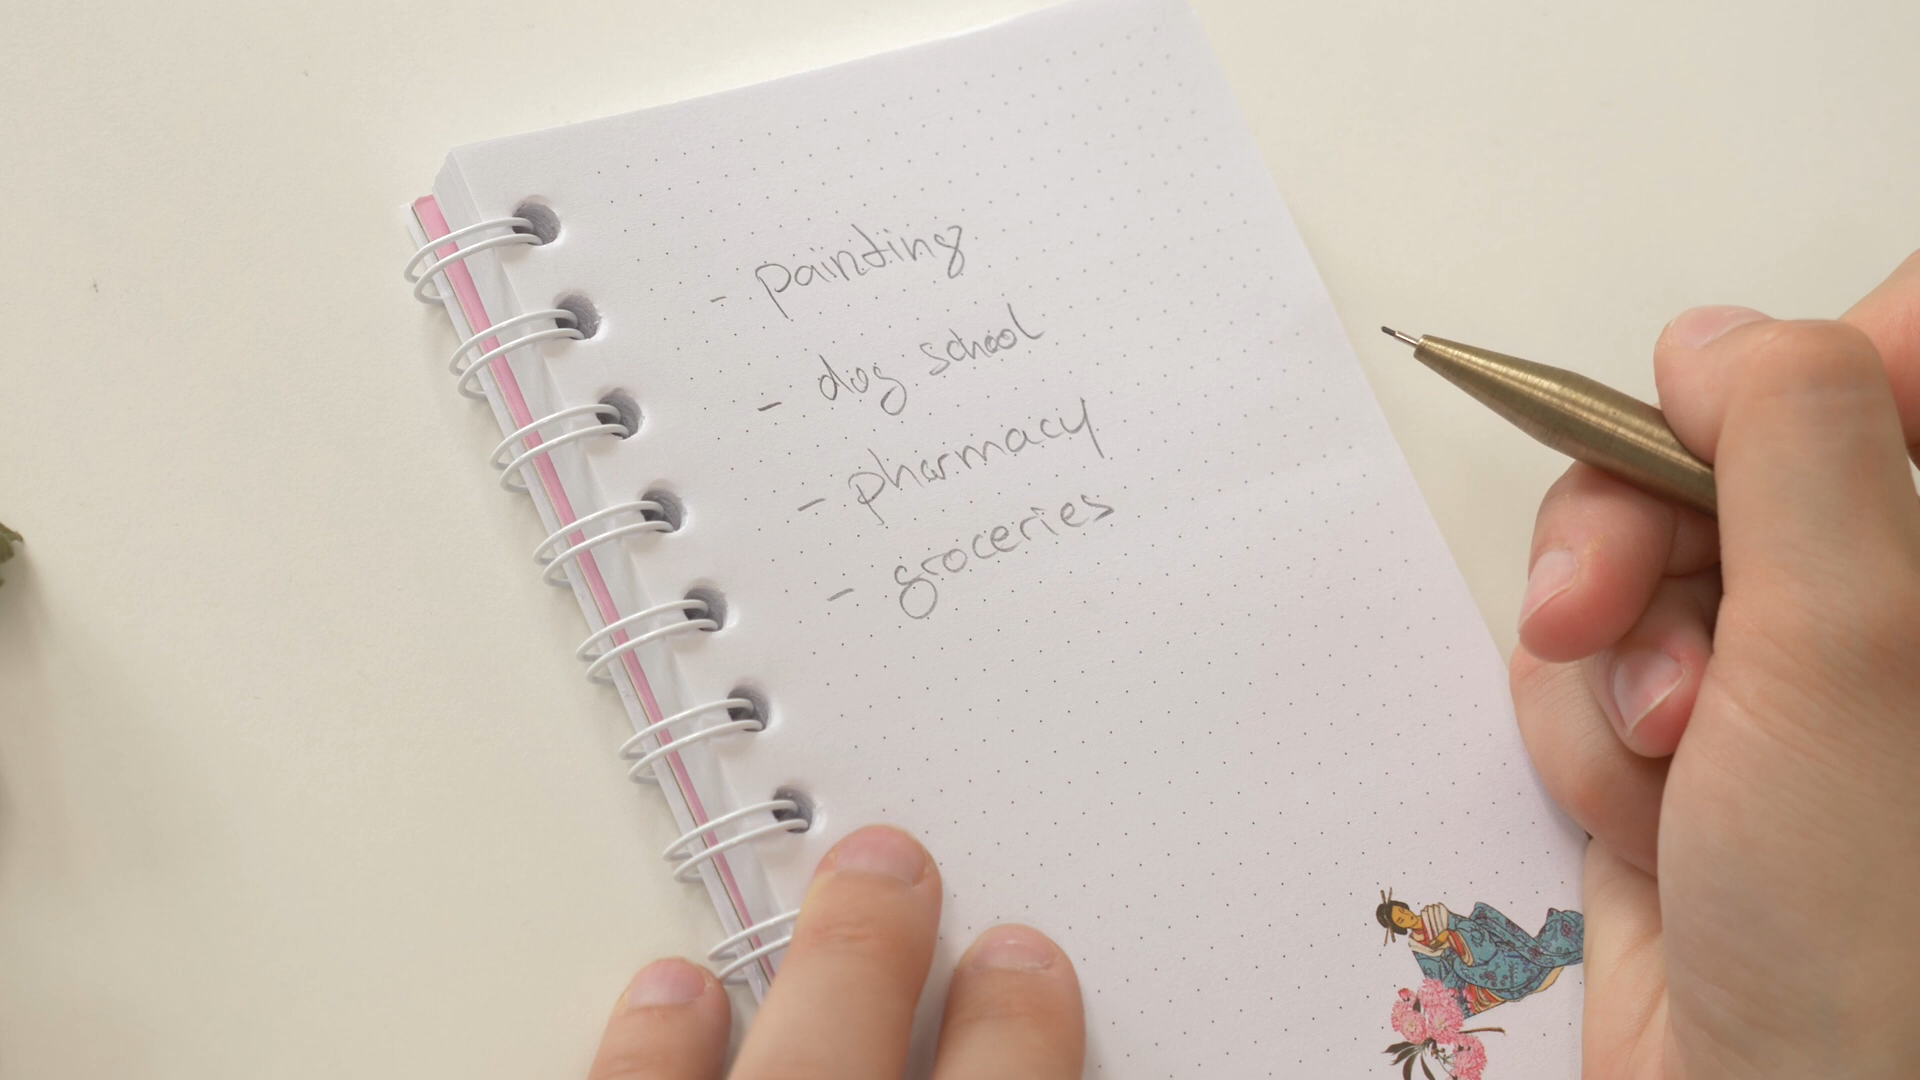 - painting
- dog school
- pharmacy
- groceries